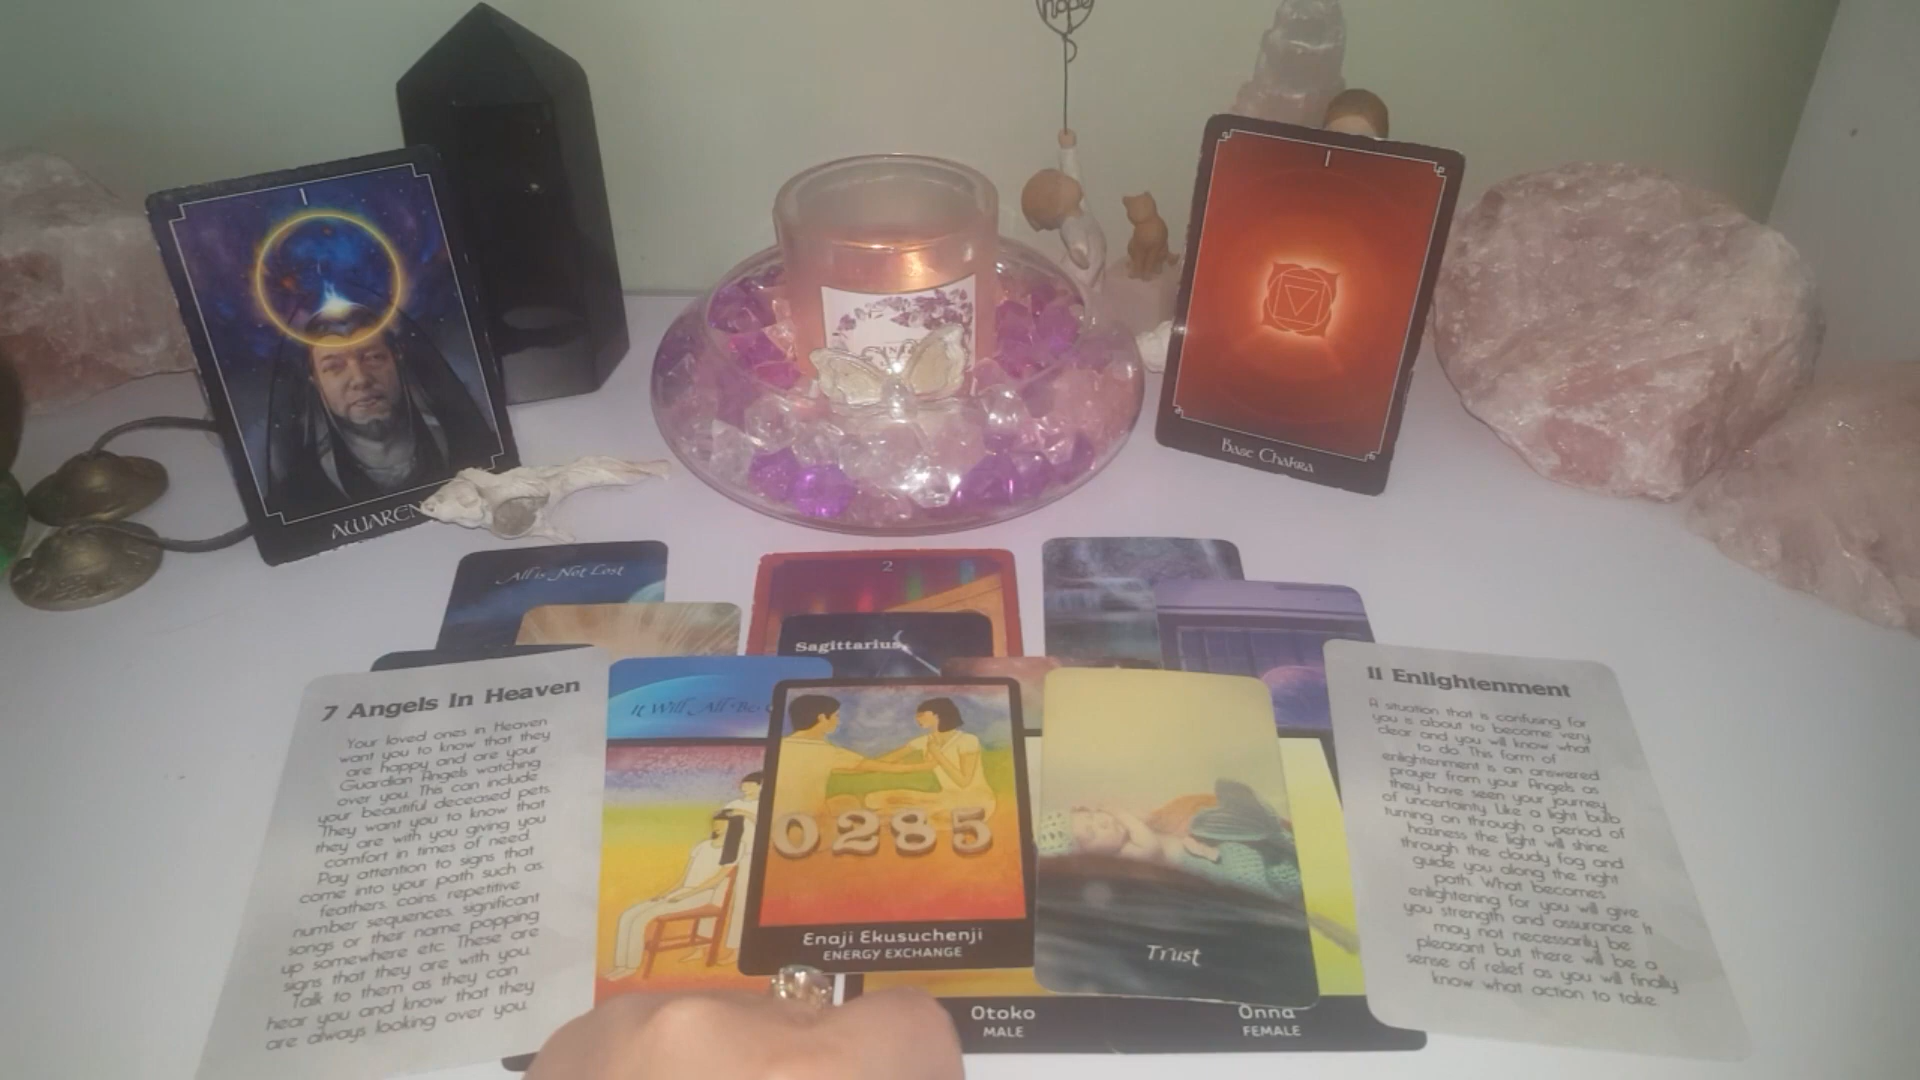 hope
I
AWAREN
I
Base Chakra
All is Not Lost
2
Sagittarius
It Will All Be
7 Angels In Heaven
Your loved ones in Heaven
want you to know that they
are happy and are your
Guardian Angels watching
over you. This can include
your beautiful deceased pets.
They want you to know that
they are with you giving you
comfort in times of need.
Pay attention to signs that
come into your path such as
feathers, coins, repetitive
number sequences, significant
songs or their name popping
up somewhere etc. These are
signs that they are with you.
Talk to them as they can
hear you and know that they
are always looking over you.
0285
Enaji Ekusuchenji
ENERGY EXCHANGE
Trust
Otoko
MALE
Onna
FEMALE
11 Enlightenment
A situation that is confusing for
you is about to become very
clear and you will know what
to do. This form of
enlightenment is an answered
prayer from your Angels as
they have seen your journey
of uncertainty. Like a light bulb
turning on through a period of
haziness the light will shine
through the cloudy fog and
guide you along the right
path. What becomes
enlightening for you will give
you strength and assurance. It
may not necessarily be
pleasant but there will be a
sense of relief as you will finally
know what action to take.